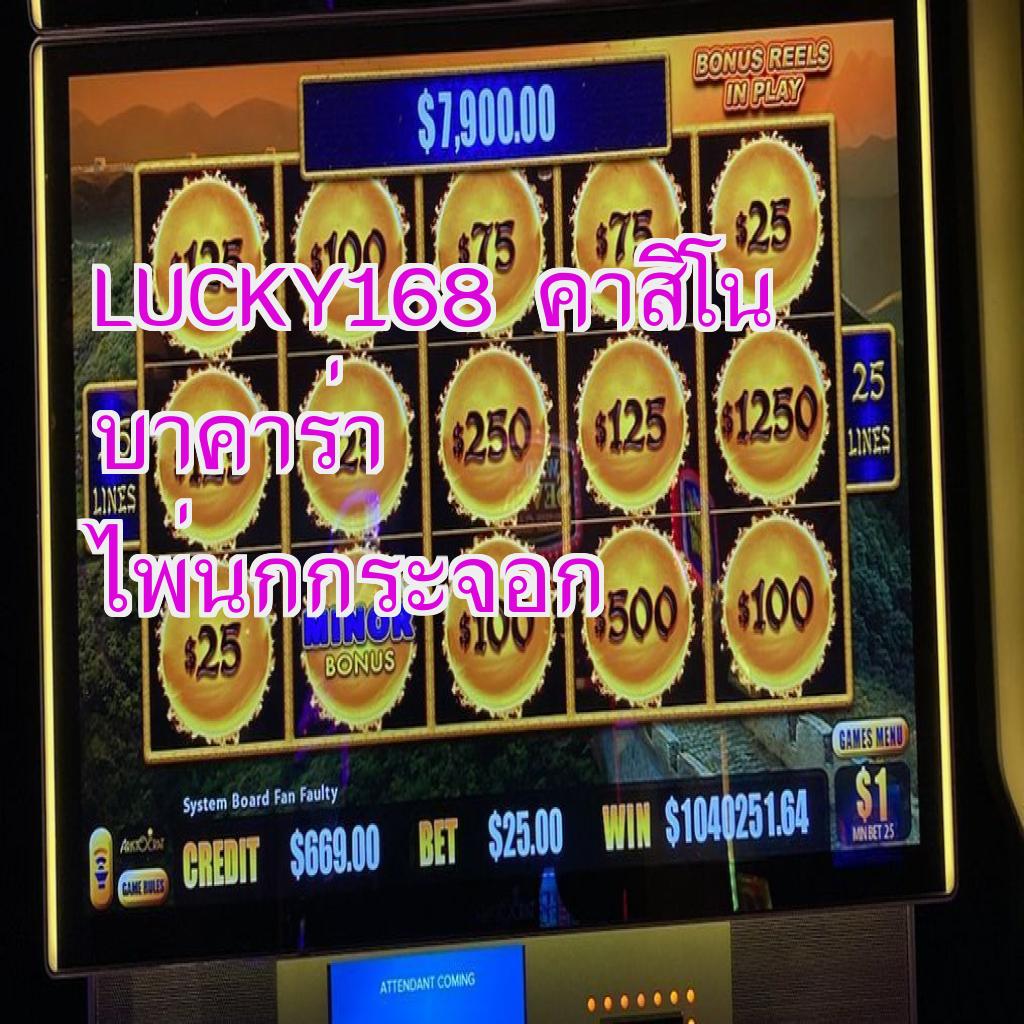 BONUS REELS
IN PLAY
$7,900.00
$125 $100 $75 $75 $25
LUCKY168 คาสิโน
$250 $125 $1250
25
LINES
LINES
บาคาร่า
ไพ่นกกระจอก
$25 MINOR BONUS $100 $500 $100
GAMES MENU
$1
MIN BET 25
System Board Fan Faulty
ARISTOCRAT
GAME RULES
CREDIT $669.00 BET $25.00 WIN $1040251.64
ATTENDANT COMING